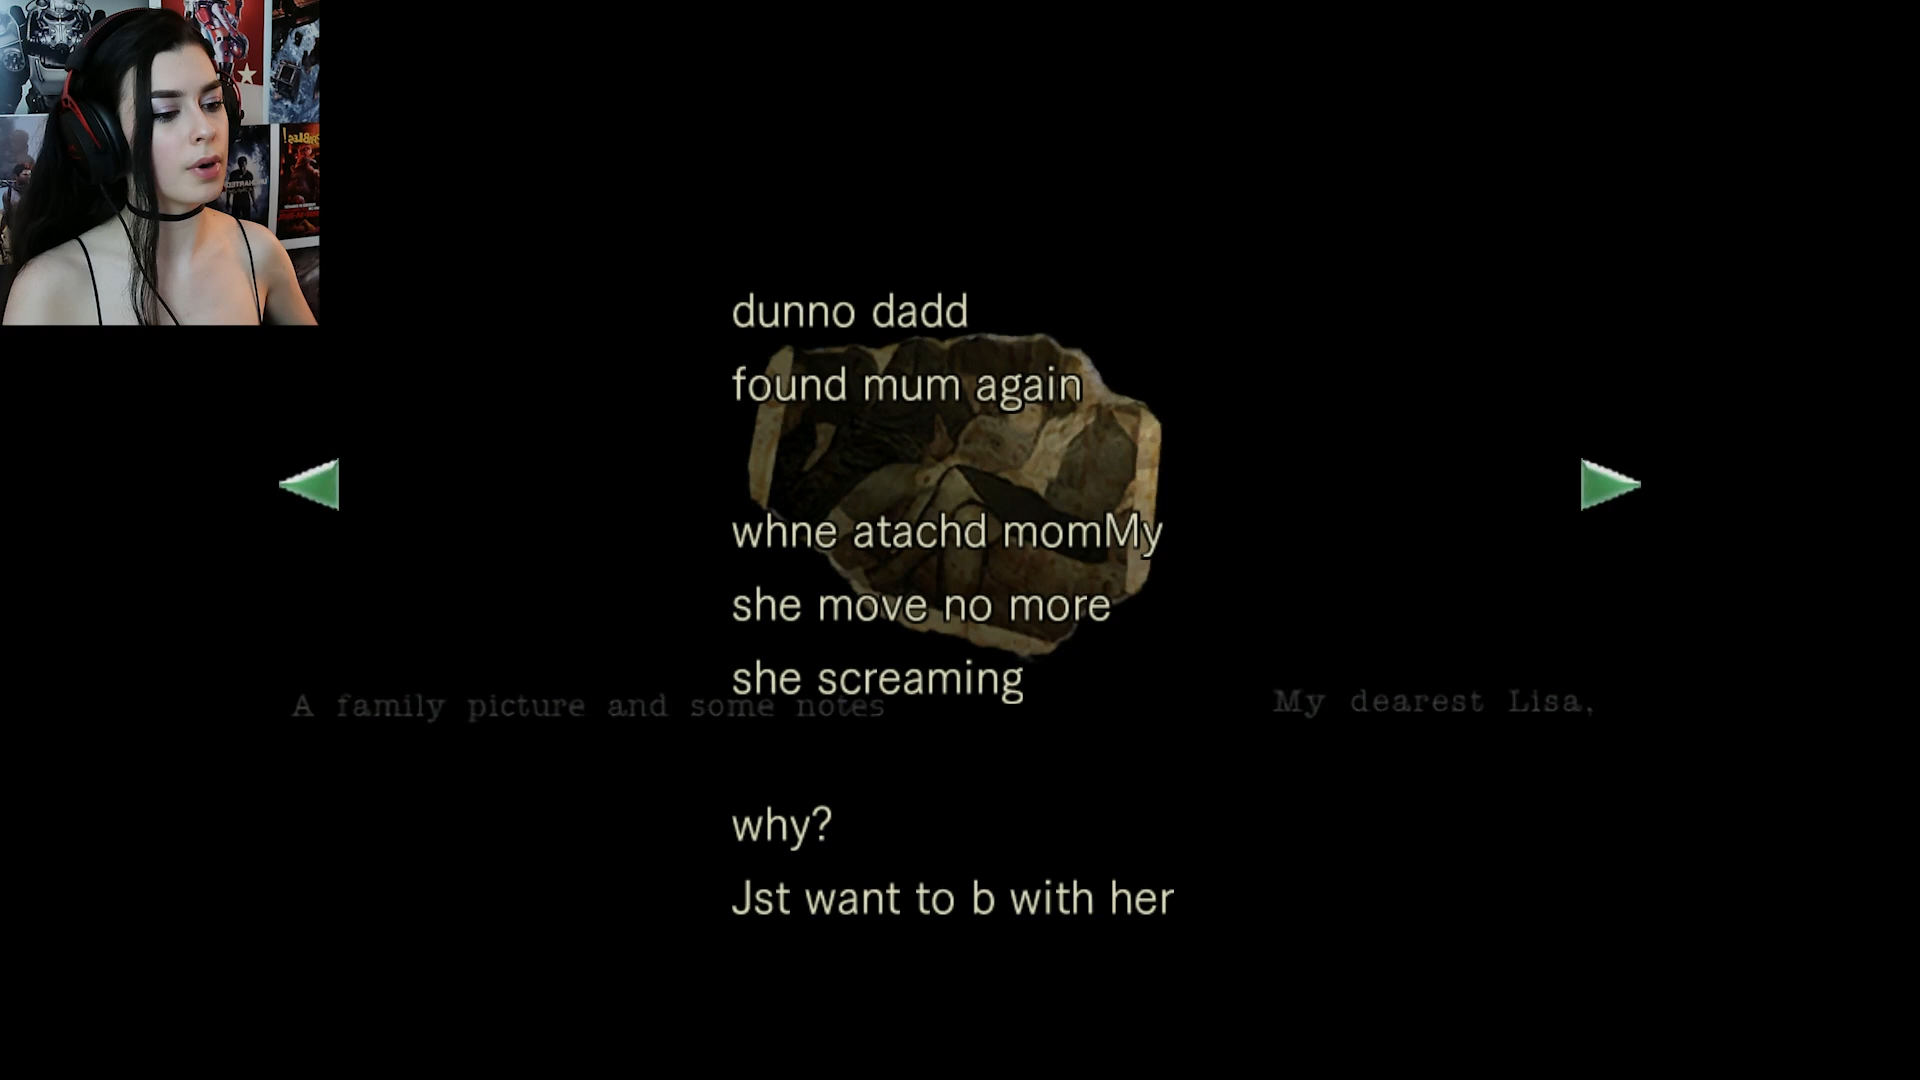 dunno dadd
found mum again
whne atachd momMy
she move no more
she screaming
A family picture and some notes
My dearest Lisa,
why?
Jst want to b with her